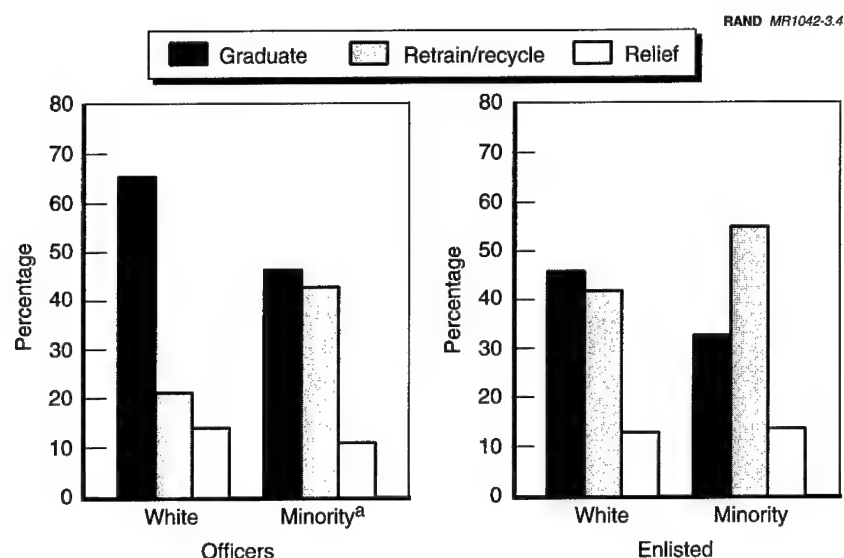 RAND MR1042-3.4
Graduate Retrain/recycle Relief
80
70
60
50
40
30
20
10
0
Percentage
White Minorityᵃ
Officers
80
70
60
50
40
30
20
10
0
Percentage
White Minority
Enlisted